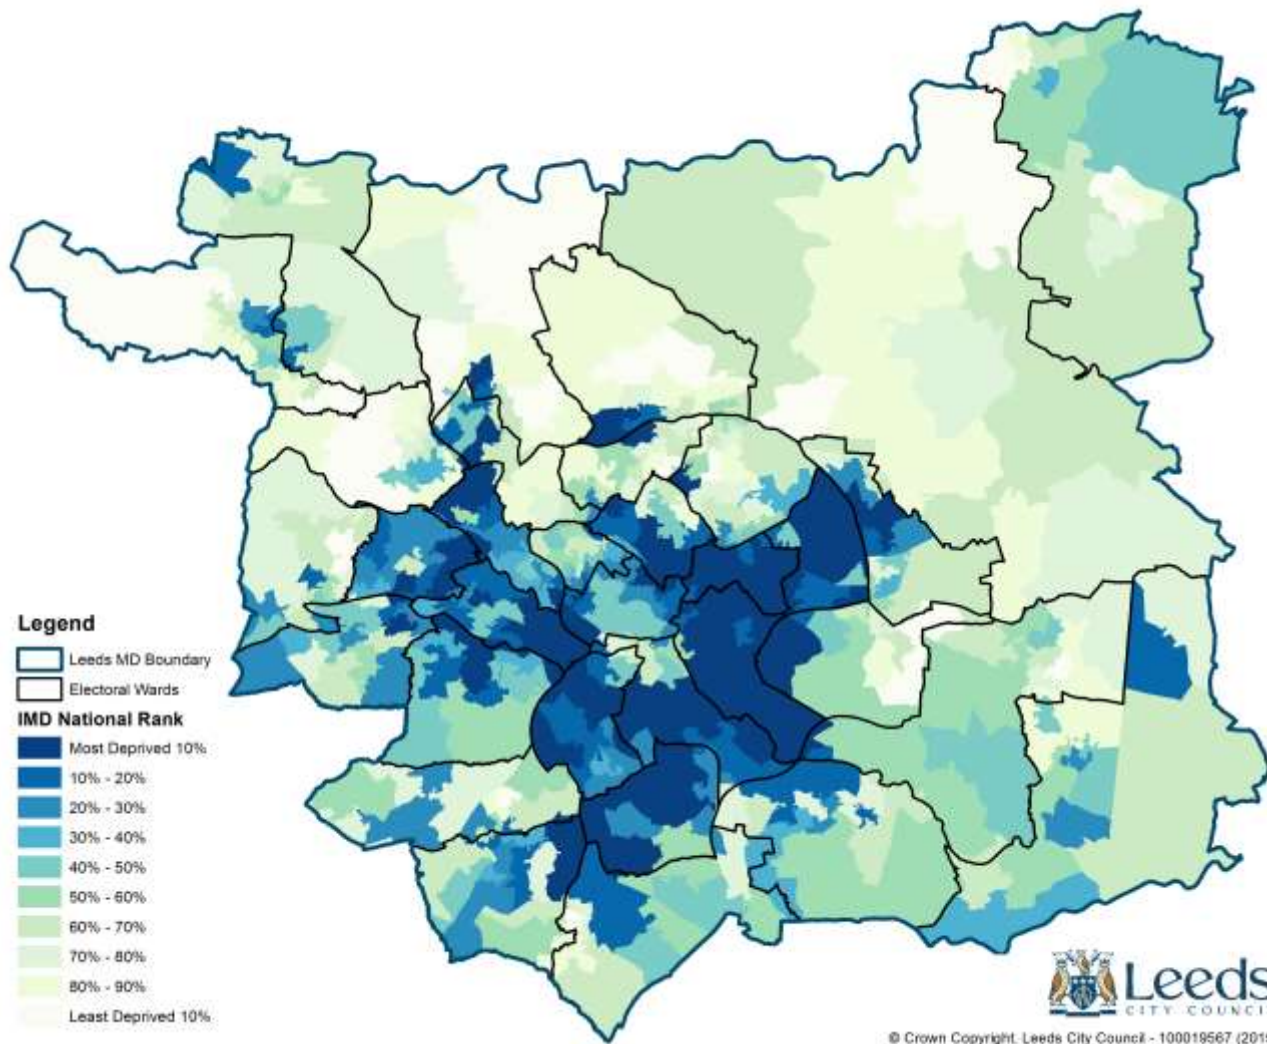 Legend
Leeds MD Boundary
Electoral Wards
IMD National Rank
Most Deprived 10%
10% - 20%
20% - 30%
30% - 40%
40% - 50%
50% - 60%
60% - 70%
70% - 80%
80% - 90%
Least Deprived 10%
Leeds
CITY COUNCIL
© Crown Copyright. Leeds City Council - 100019567 (2019